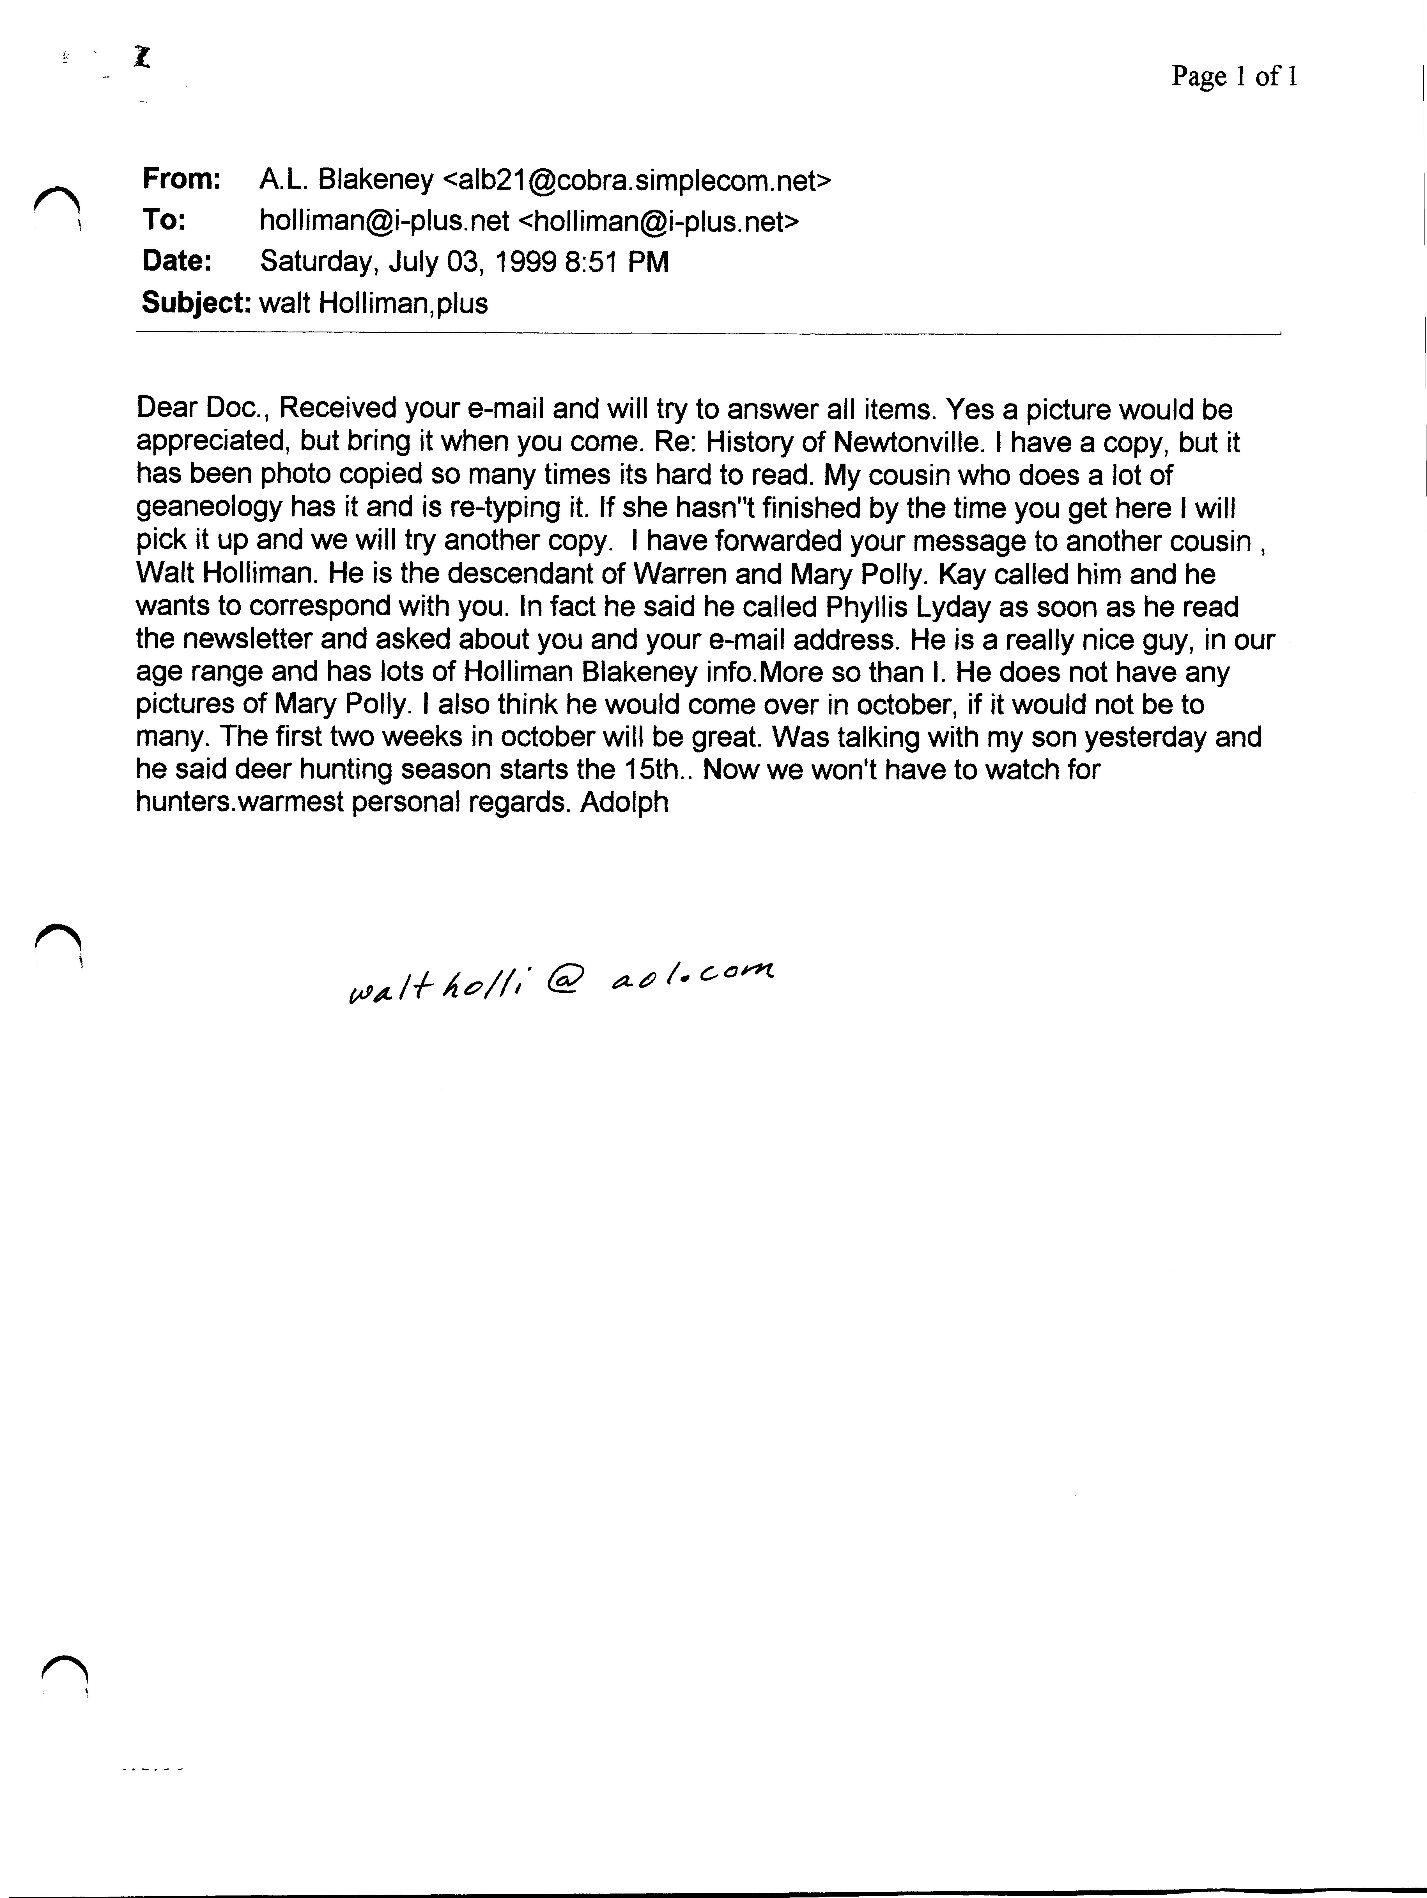 Page 1 of 1
From: A.L. Blakeney <alb21@cobra.simplecom.net>
To: holliman@i-plus.net <holliman@i-plus.net>
Date: Saturday, July 03, 1999 8:51 PM
Subject: walt Holliman,plus
Dear Doc., Received your e-mail and will try to answer all items. Yes a picture would be
appreciated, but bring it when you come. Re: History of Newtonville. I have a copy, but it
has been photo copied so many times its hard to read. My cousin who does a lot of
geaneology has it and is re-typing it. If she hasn"t finished by the time you get here I will
pick it up and we will try another copy.  I have forwarded your message to another cousin ,
Walt Holliman. He is the descendant of Warren and Mary Polly. Kay called him and he
wants to correspond with you. In fact he said he called Phyllis Lyday as soon as he read
the newsletter and asked about you and your e-mail address. He is a really nice guy, in our
age range and has lots of Holliman Blakeney info.More so than I. He does not have any
pictures of Mary Polly. I also think he would come over in october, if it would not be to
many. The first two weeks in october will be great. Was talking with my son yesterday and
he said deer hunting season starts the 15th.. Now we won't have to watch for
hunters.warmest personal regards. Adolph
waltholli@aol.com